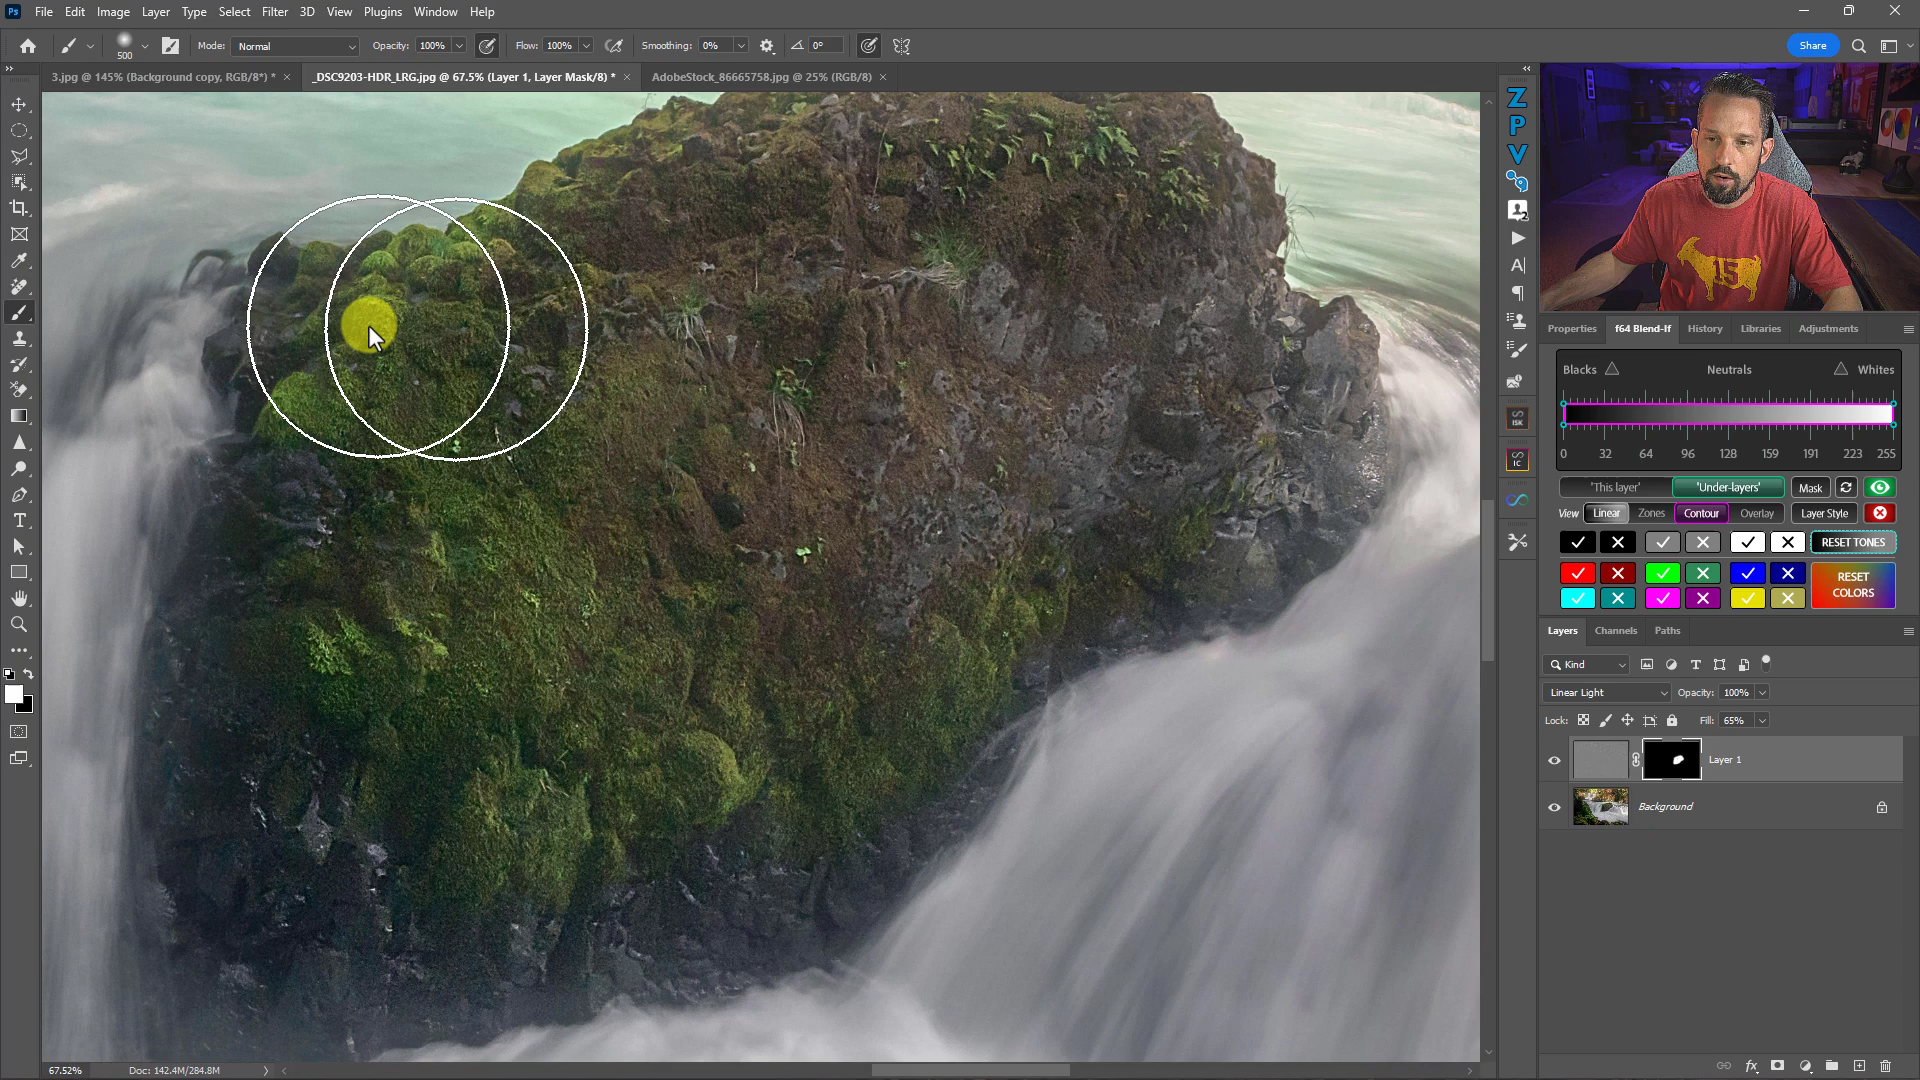 Ps File Edit Image Layer Type Select Filter 3D View Plugins Window Help
500 Mode: Normal Opacity: 100% Flow: 100% Smoothing: 0% 0° Share
3.jpg @ 145% (Background copy, RGB/8*) * × _DSC9203-HDR_LRG.jpg @ 67.5% (Layer 1, Layer Mask/8) * × AdobeStock_86665758.jpg @ 25% (RGB/8) ×
Z
P
V
15
Properties f64 Blend-If History Libraries Adjustments
Blacks Neutrals Whites
0 32 64 96 128 159 191 223 255
'This layer' 'Under-layers' Mask
View Linear Zones Contour Overlay Layer Style
RESET TONES
RESET
COLORS
ISK
IC
Layers Channels Paths
Kind
Linear Light Opacity: 100%
Lock: Fill: 65%
Layer 1
Background
67.52% Doc: 142.4M/284.8M
fx